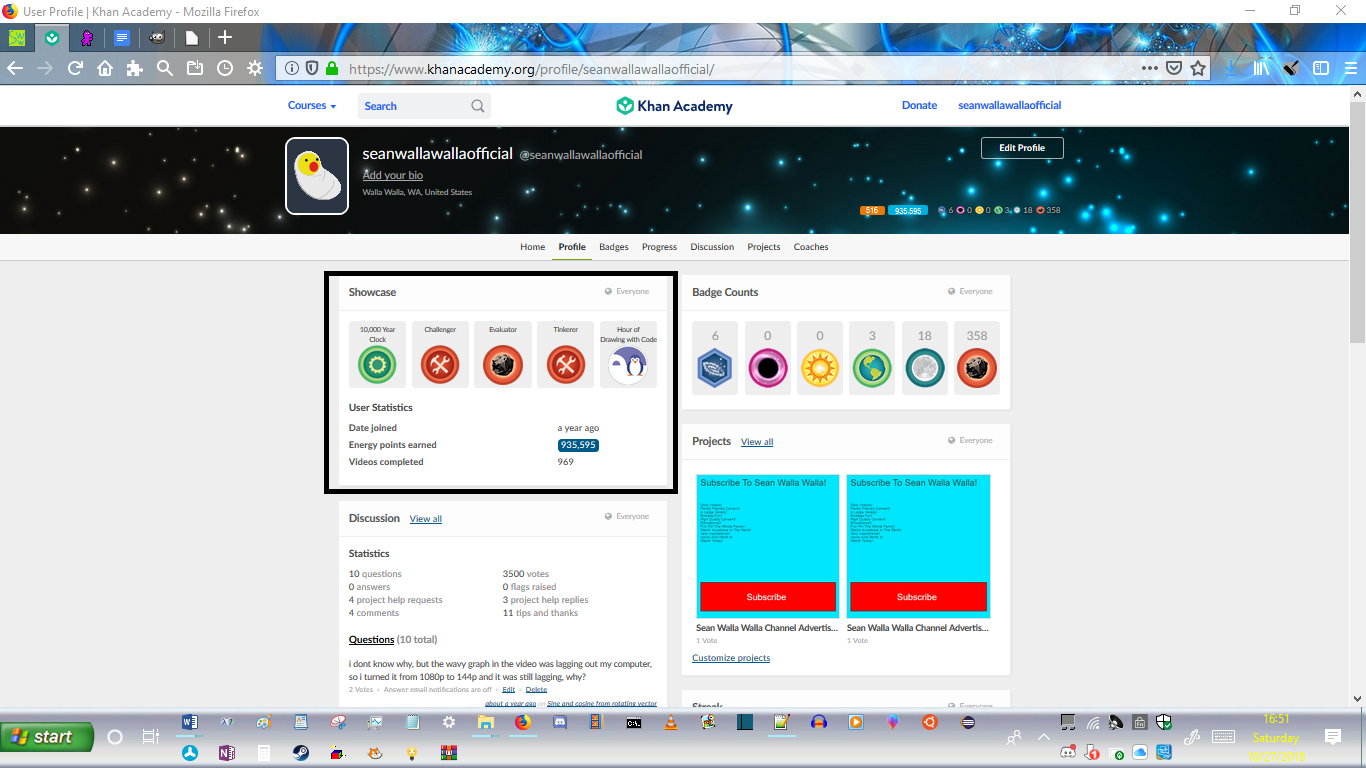 User Profile | Khan Academy - Mozilla Firefox
https://www.khanacademy.org/profile/seanwallawallaofficial/
Courses Search Khan Academy Donate seanwallawallaofficial
seanwallawallaofficial @seanwallawallaofficial Edit Profile
Add your bio
Walla Walla, WA, United States
516 935,595 6 0 0 3 18 358
Home Profile Badges Progress Discussion Projects Coaches
Showcase Everyone
10,000 Year Clock
Challenger
Evaluator
Tinkerer
Hour of Drawing with Code
User Statistics
Date joined a year ago
Energy points earned 935,595
Videos completed 969
Badge Counts Everyone
6 0 0 3 18 358
Discussion View all Everyone
Statistics
10 questions 3500 votes
0 answers 0 flags raised
4 project help requests 3 project help replies
4 comments 11 tips and thanks
Questions (10 total)
i dont know why, but the wavy graph in the video was lagging out my computer,
so i turned it from 1080p to 144p and it was still lagging, why?
2 Votes • Answer email notifications are off • Edit • Delete
about a year ago on Sine and cosine from rotating vector
Projects View all Everyone
Subscribe To Sean Walla Walla! Subscribe To Sean Walla Walla!
Subscribe Subscribe
Sean Walla Walla Channel Advertis... Sean Walla Walla Channel Advertis...
1 Vote 1 Vote
Customize projects
Streak Everyone
start
16:51
Saturday
10/27/2018